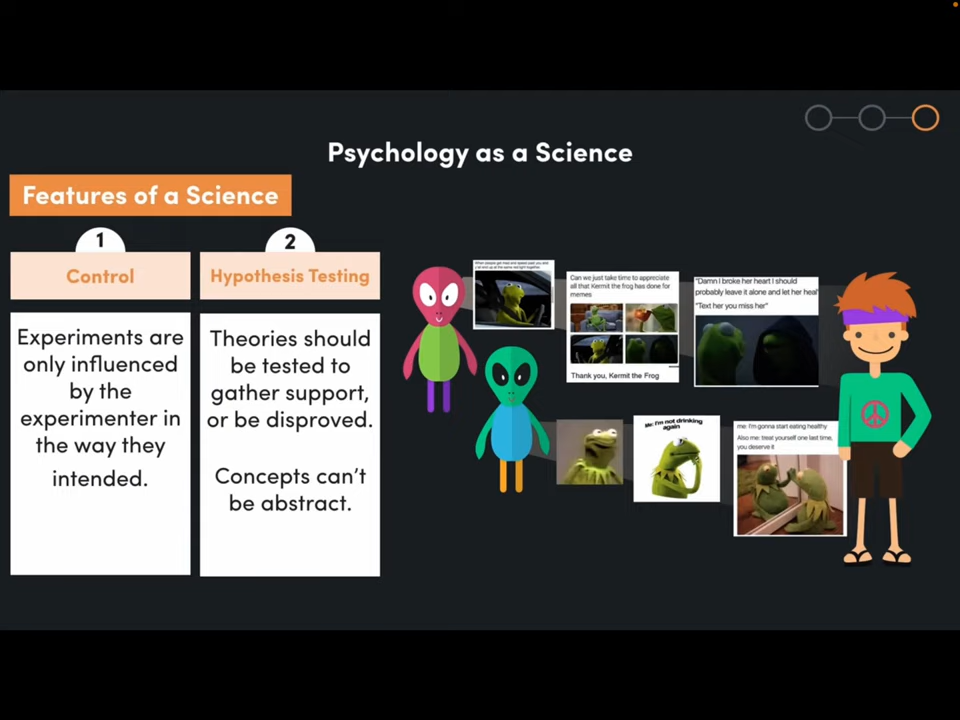 Psychology as a Science
Features of a Science
1
Control
Experiments are
only influenced
by the
experimenter in
the way they
intended.
2
Hypothesis Testing
Theories should
be tested to
gather support,
or be disproved.
Concepts can't
be abstract.
Can we just take time to appreciate
all that Kermit the frog has done for
memes
Thank you, Kermit the Frog
"Damn I broke her heart I should
probably leave it alone and let her heal"
"Text her you miss her"
Me: I'm not drinking
again
me: I'm gonna start eating healthy
Also me: treat yourself one last time,
you deserve it